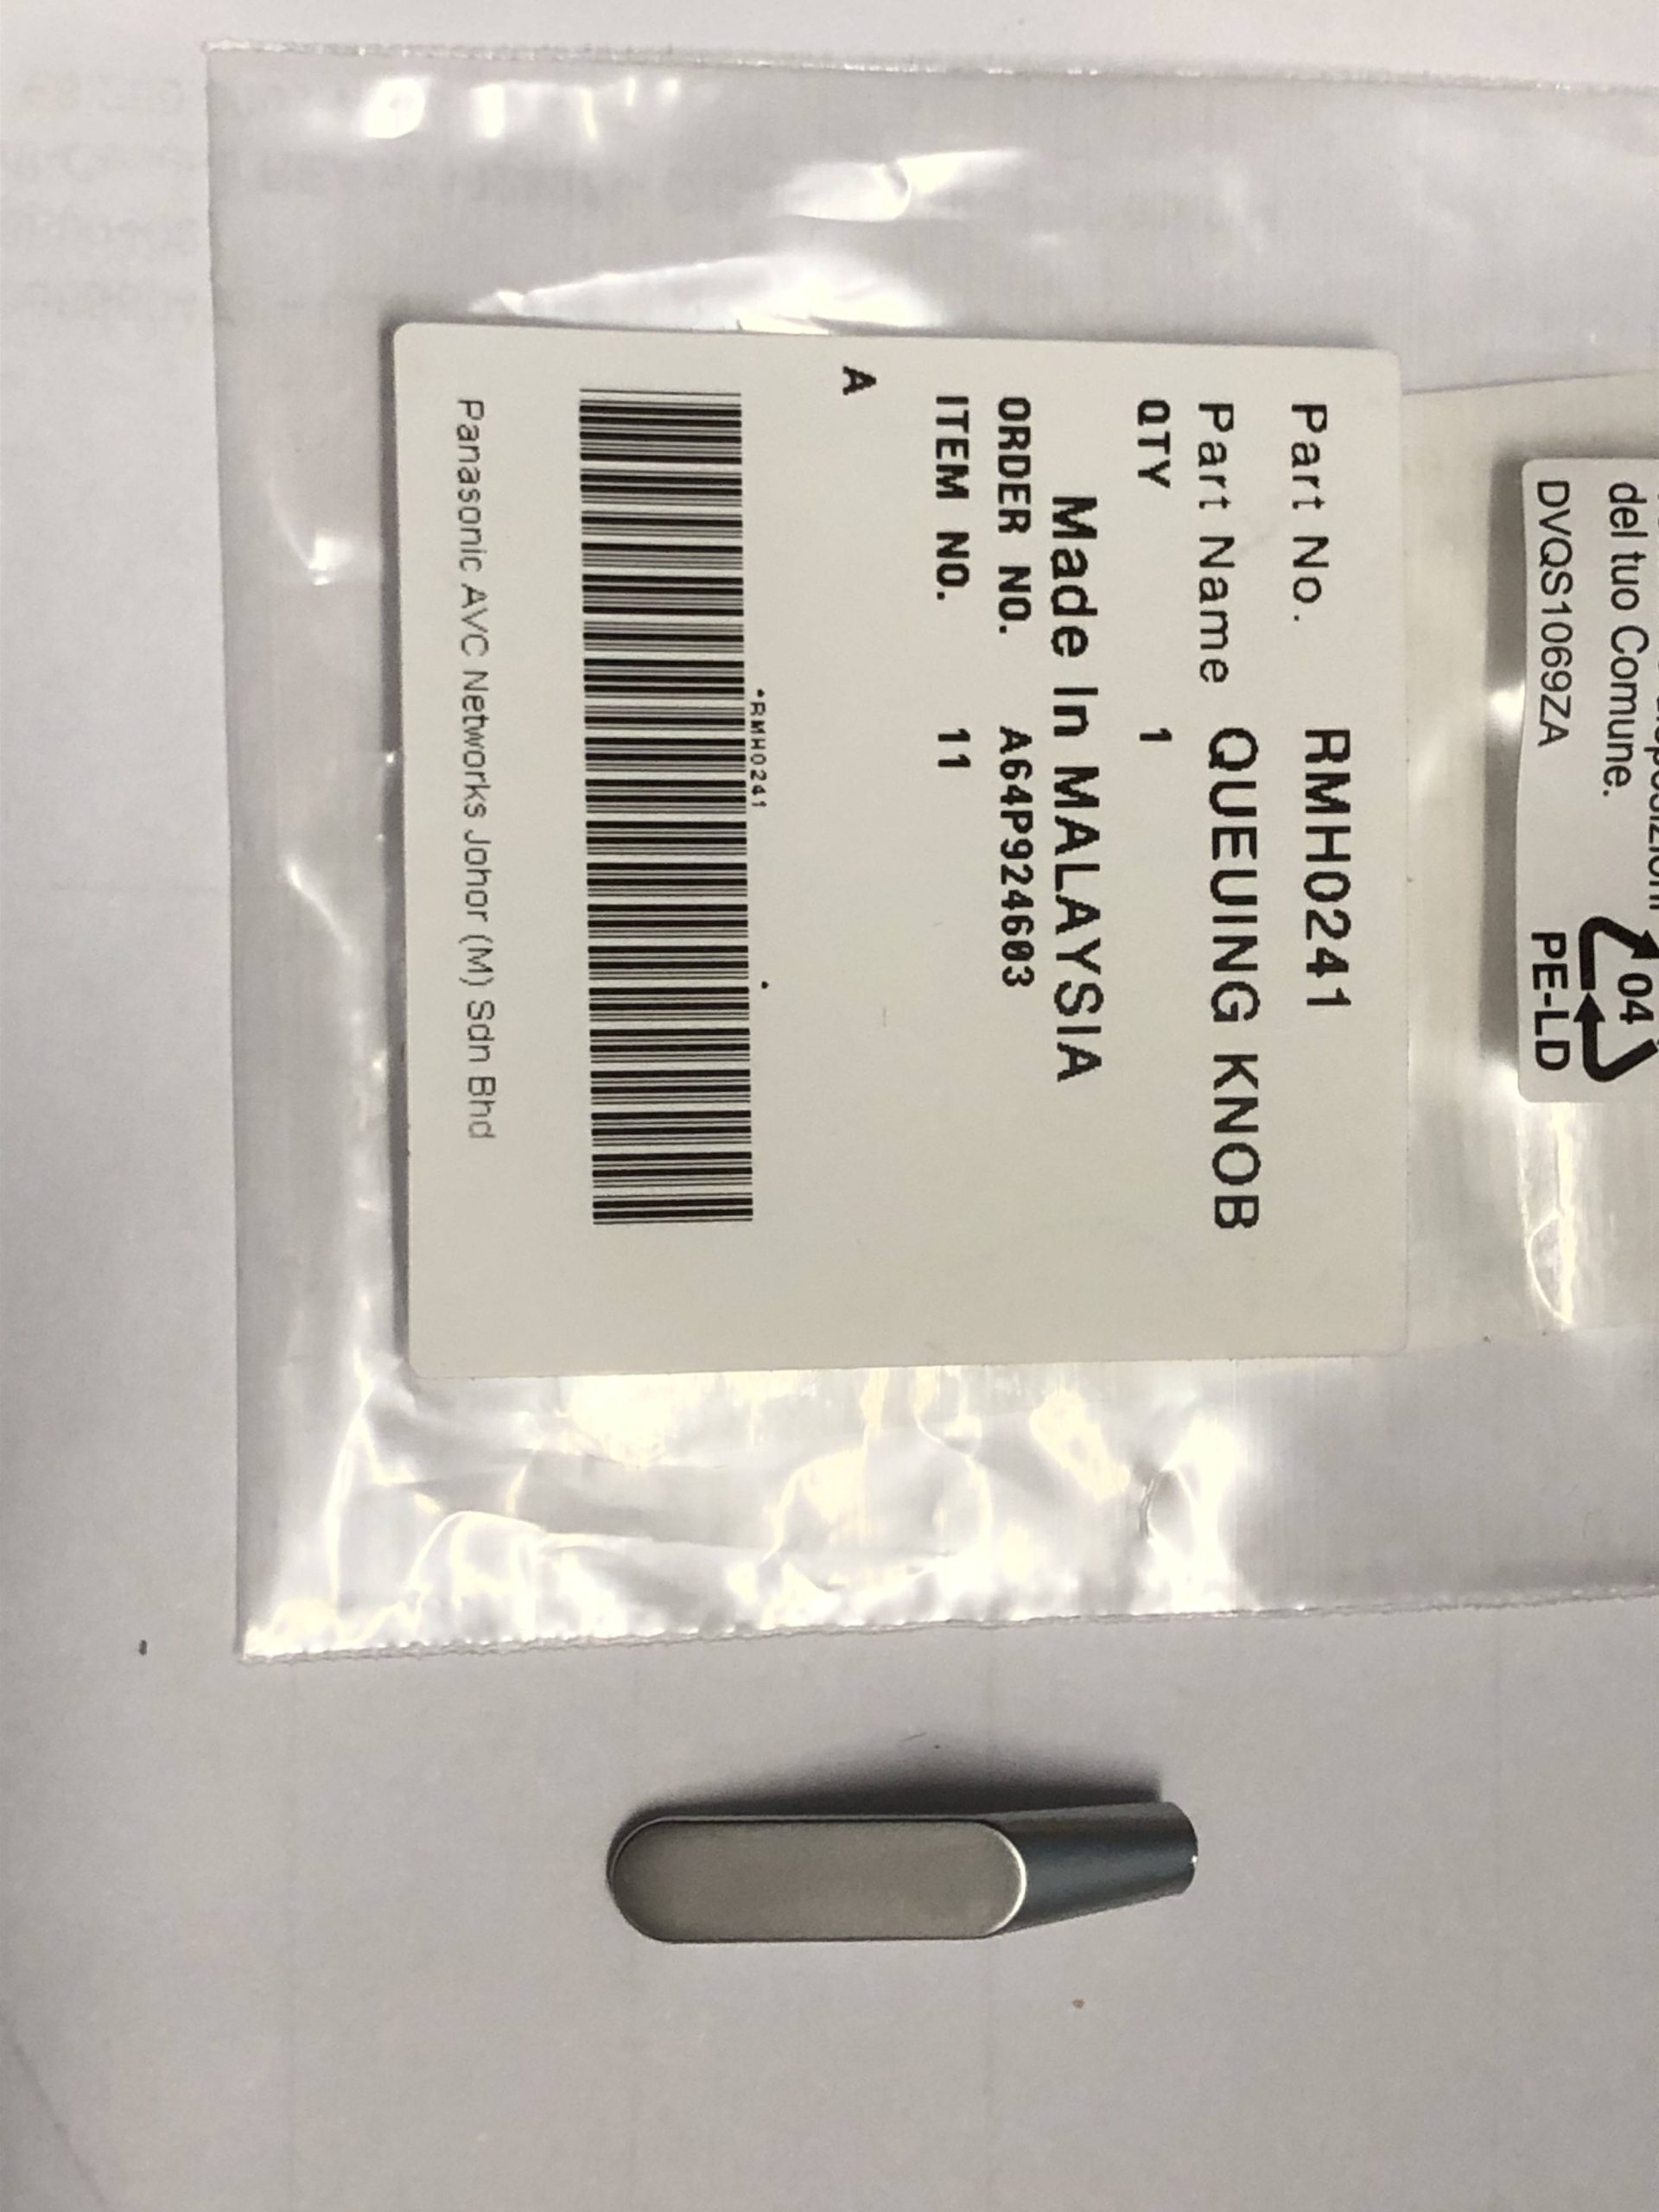 del tuo Comune.
DVQS1069ZA
04
PE-LD
Part No. RMH0241
Part Name QUEUING KNOB
QTY 1
Made In MALAYSIA
ORDER NO. A64P924603
ITEM NO. 11
A
*RMH0241 *
Panasonic AVC Networks Johor (M) Sdn Bhd